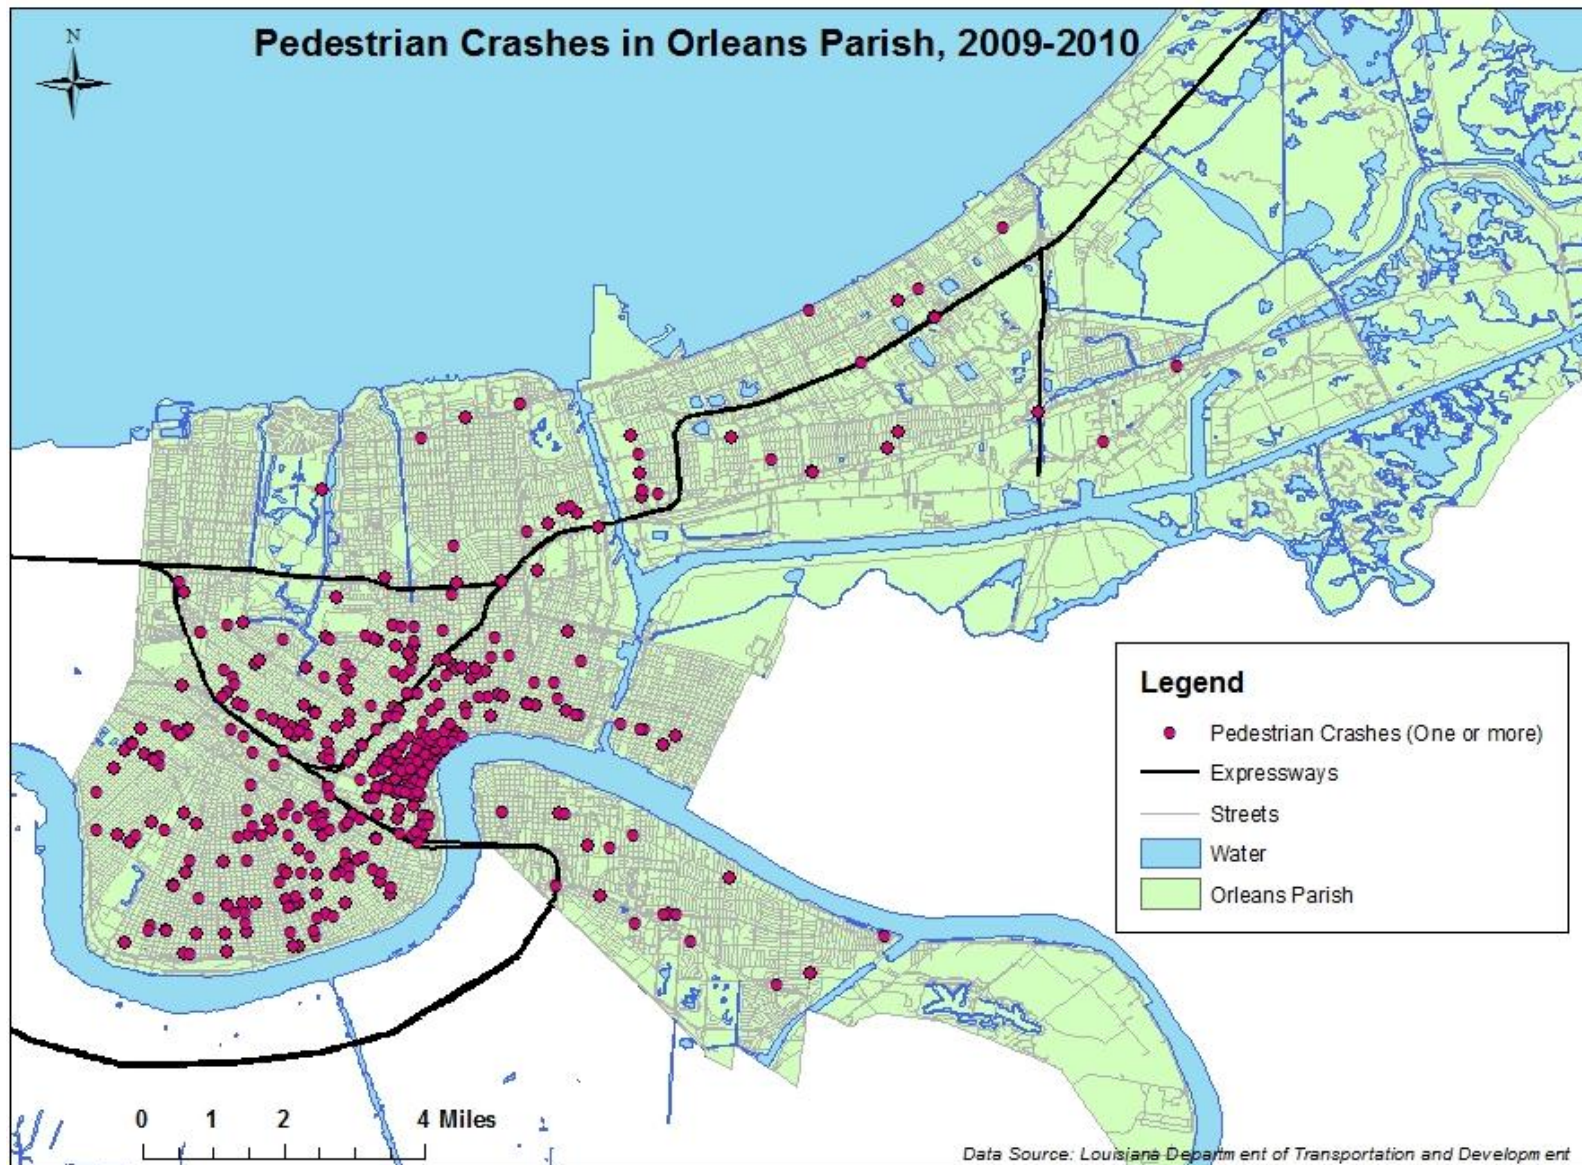 N
Pedestrian Crashes in Orleans Parish, 2009-2010
Legend
Pedestrian Crashes (One or more)
Expressways
Streets
Water
Orleans Parish
0 1 2 4 Miles
Data Source: Louisiana Department of Transportation and Development